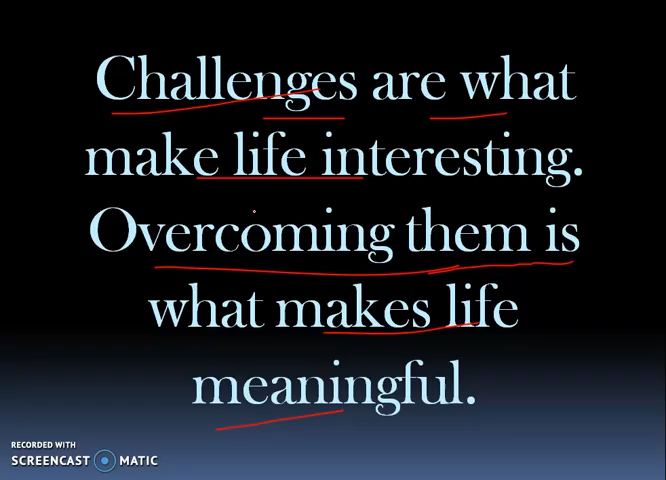 Challenges are what
make life interesting.
Overcoming them is
what makes life
meaningful.
RECORDED WITH
SCREENCAST MATIC